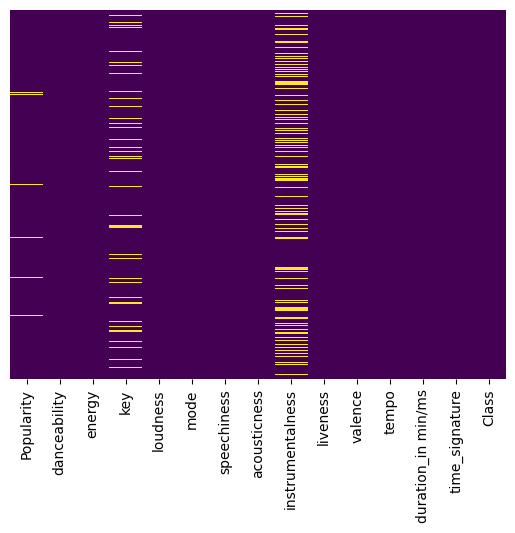 Popularity
danceability
energy
key
loudness
mode
speechiness
acousticness
instrumentalness
liveness
valence
tempo
duration_in min/ms
time_signature
Class